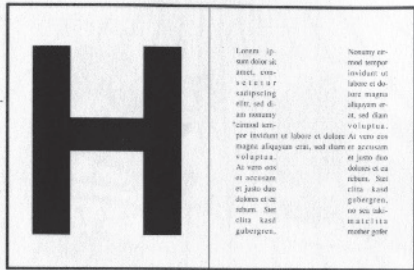 H
Lorem ip-
sum dolor sit
amet, con-
setetur
sadipscing
elitr, sed di-
am nonumy
eirmod tem-
por invidunt ut labore et dolore
magna aliquyam erat, sed diam
voluptua.
At vero eos
et accusam
et justo duo
dolores et ea
rebum. Stet
clita kasd
gubergren,
Nonumy eir-
mod tempor
invidunt ut
labore et do-
lore magna
aliquyam er-
at, sed diam
voluptua.
At vero eos
et accusam
et justo duo
dolores et ea
rebum. Stet
clita kasd
gubergren,
no sea taki-
matclita
mother gofer